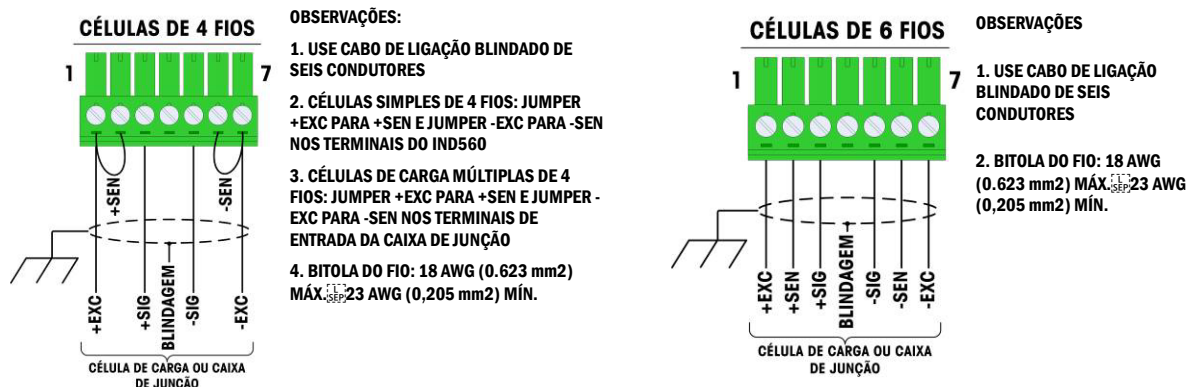 CÉLULAS DE 4 FIOS
1
7
+SEN
-SEN
+EXC
+SIG
BLINDAGEM
-SIG
-EXC
CÉLULA DE CARGA OU CAIXA
DE JUNÇÃO
OBSERVAÇÕES:
1. USE CABO DE LIGAÇÃO BLINDADO DE
SEIS CONDUTORES
2. CÉLULAS SIMPLES DE 4 FIOS: JUMPER
+EXC PARA +SEN E JUMPER -EXC PARA -SEN
NOS TERMINAIS DO IND560
3. CÉLULAS DE CARGA MÚLTIPLAS DE 4
FIOS: JUMPER +EXC PARA +SEN E JUMPER -
EXC PARA -SEN NOS TERMINAIS DE
ENTRADA DA CAIXA DE JUNÇÃO
4. BITOLA DO FIO: 18 AWG (0.623 mm2)
MÁX. L SEP 23 AWG (0,205 mm2) MÍN.
CÉLULAS DE 6 FIOS
1
7
+EXC
+SEN
+SIG
BLINDAGEM
-SIG
-SEN
-EXC
CÉLULA DE CARGA OU CAIXA
DE JUNÇÃO
OBSERVAÇÕES
1. USE CABO DE LIGAÇÃO
BLINDADO DE SEIS
CONDUTORES
2. BITOLA DO FIO: 18 AWG
(0.623 mm2) MÁX. L SEP 23 AWG
(0,205 mm2) MÍN.